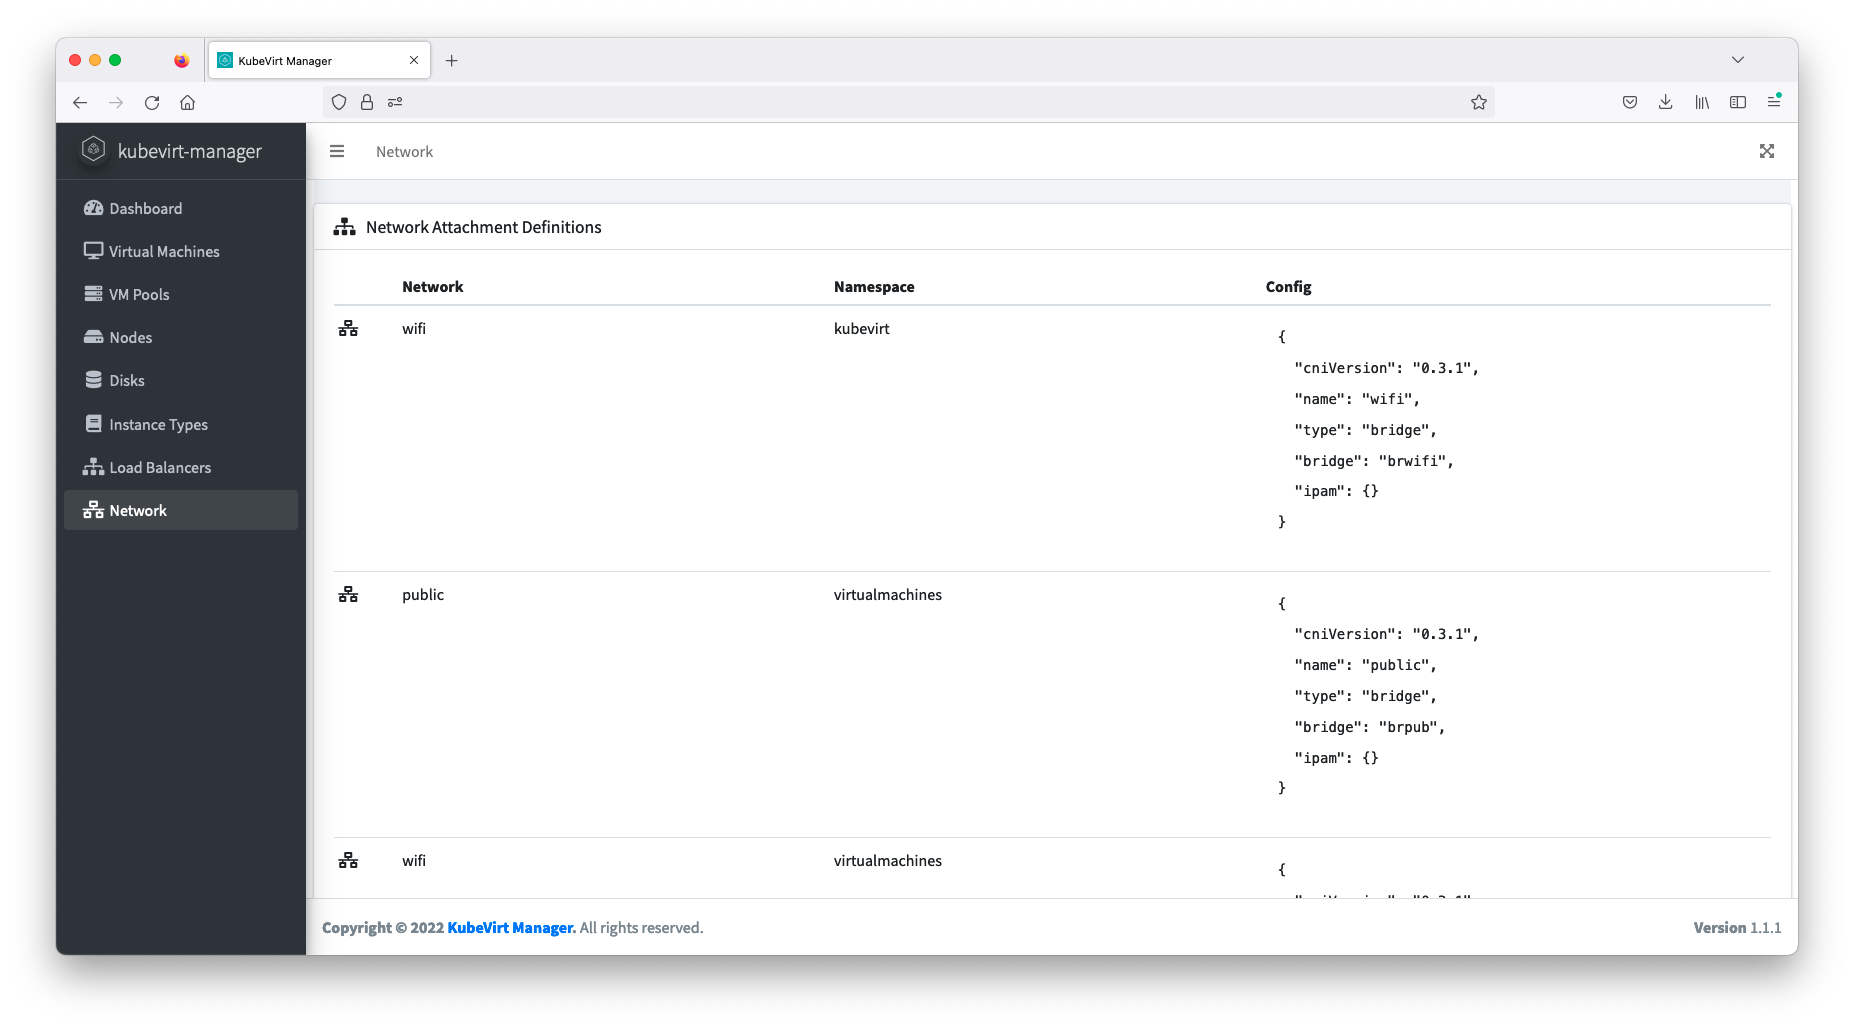 KubeVirt Manager
kubevirt-manager
Network
Dashboard
Virtual Machines
VM Pools
Nodes
Disks
Instance Types
Load Balancers
Network
Network Attachment Definitions
Network Namespace Config
wifi kubevirt {
"cniVersion": "0.3.1",
"name": "wifi",
"type": "bridge",
"bridge": "brwifi",
"ipam": {}
}
public virtualmachines {
"cniVersion": "0.3.1",
"name": "public",
"type": "bridge",
"bridge": "brpub",
"ipam": {}
}
wifi virtualmachines {
Copyright © 2022 KubeVirt Manager. All rights reserved.
Version 1.1.1